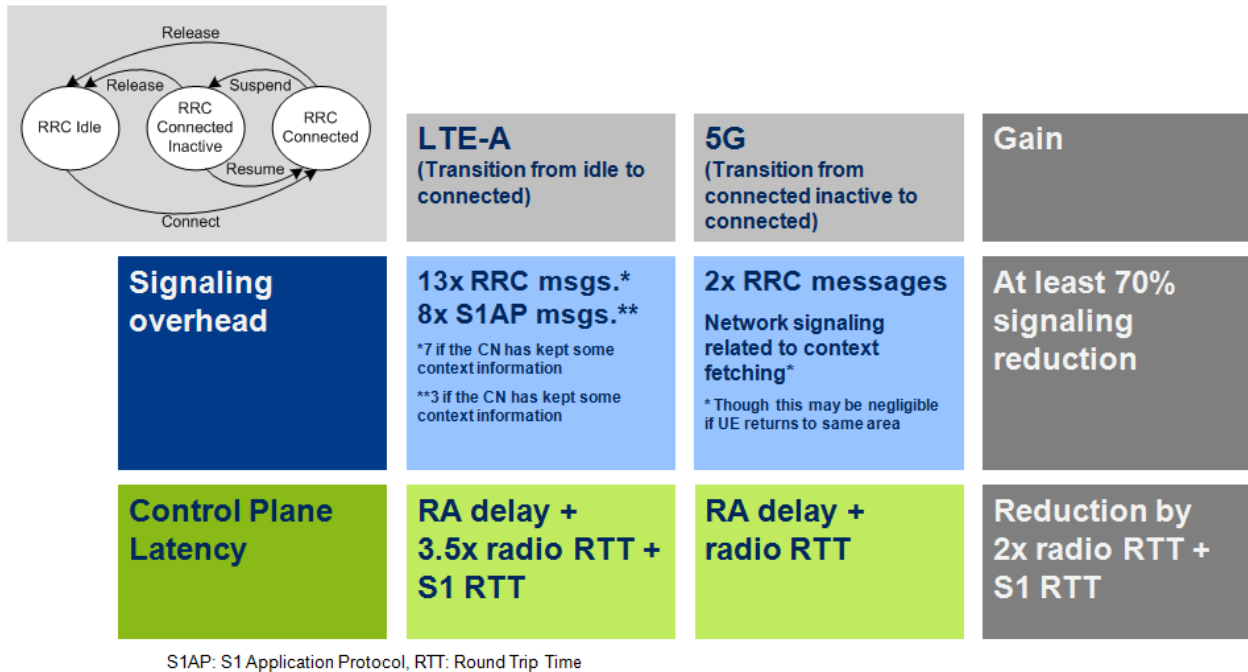 Release
Release
Suspend
RRC Idle
RRC
Connected
Inactive
RRC
Connected
Resume
Connect
LTE-A
(Transition from idle to
connected)
5G
(Transition from
connected inactive to
connected)
Gain
Signaling
overhead
13x RRC msgs.*
8x S1AP msgs.**
*7 if the CN has kept some
context information
**3 if the CN has kept some
context information
2x RRC messages
Network signaling
related to context
fetching*
* Though this may be negligible
if UE returns to same area
At least 70%
signaling
reduction
Control Plane
Latency
RA delay +
3.5x radio RTT +
S1 RTT
RA delay +
radio RTT
Reduction by
2x radio RTT +
S1 RTT
S1AP: S1 Application Protocol, RTT: Round Trip Time